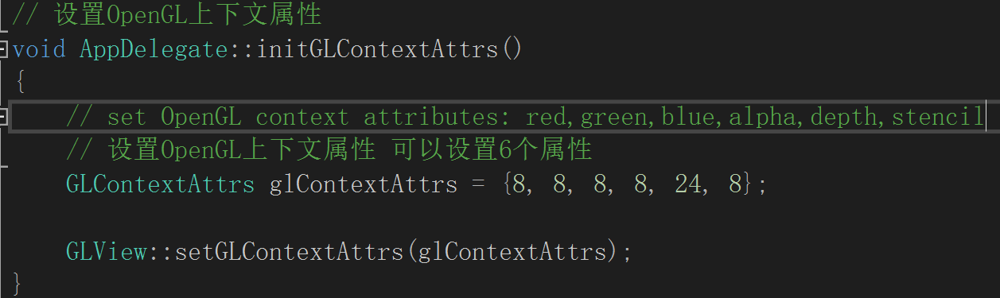 // 设置OpenGL上下文属性
void AppDelegate::initGLContextAttrs()
{
// set OpenGL context attributes: red,green,blue,alpha,depth,stencil
// 设置OpenGL上下文属性 可以设置6个属性
GLContextAttrs glContextAttrs = {8, 8, 8, 8, 24, 8};
GLView::setGLContextAttrs(glContextAttrs);
}